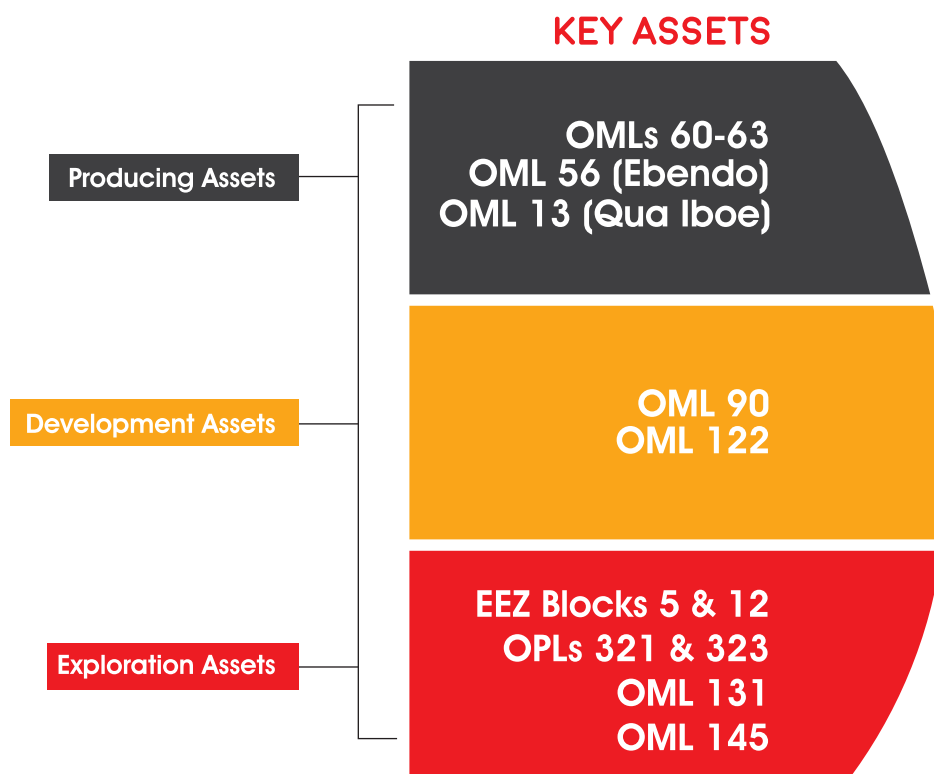 KEY ASSETS
Producing Assets
OMLs 60-63
OML 56 (Ebendo)
OML 13 (Qua Iboe)
Development Assets
OML 90
OML 122
Exploration Assets
EEZ Blocks 5 & 12
OPLs 321 & 323
OML 131
OML 145